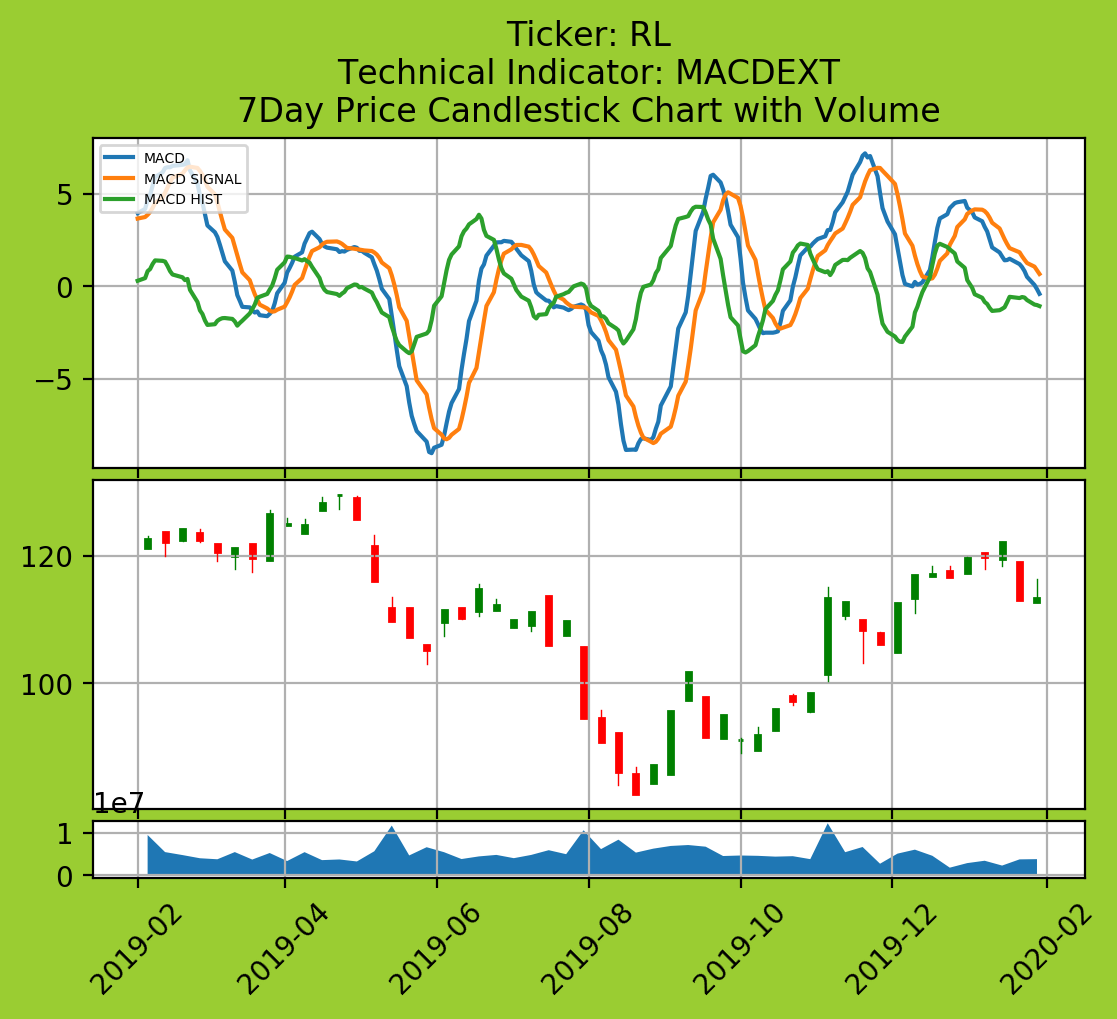 Ticker: RL
Technical Indicator: MACDEXT
7Day Price Candlestick Chart with Volume
MACD
MACD SIGNAL
MACD HIST
5
0
−5
120
100
1e7
1
0
2019-02
2019-04
2019-06
2019-08
2019-10
2019-12
2020-02